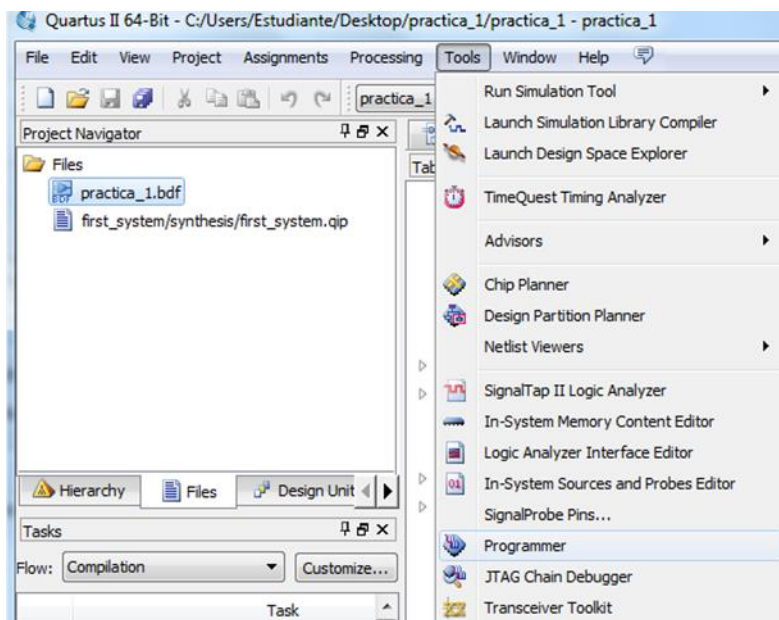 Quartus II 64-Bit - C:/Users/Estudiante/Desktop/practica_1/practica_1 - practica_1
File Edit View Project Assignments Processing Tools Window Help
practica_1
Project Navigator
Files
practica_1.bdf
first_system/synthesis/first_system.qip
Hierarchy Files Design Unit
Tasks
Flow: Compilation Customize...
Task
Tab
Run Simulation Tool
Launch Simulation Library Compiler
Launch Design Space Explorer
TimeQuest Timing Analyzer
Advisors
Chip Planner
Design Partition Planner
Netlist Viewers
SignalTap II Logic Analyzer
In-System Memory Content Editor
Logic Analyzer Interface Editor
In-System Sources and Probes Editor
SignalProbe Pins...
Programmer
JTAG Chain Debugger
Transceiver Toolkit